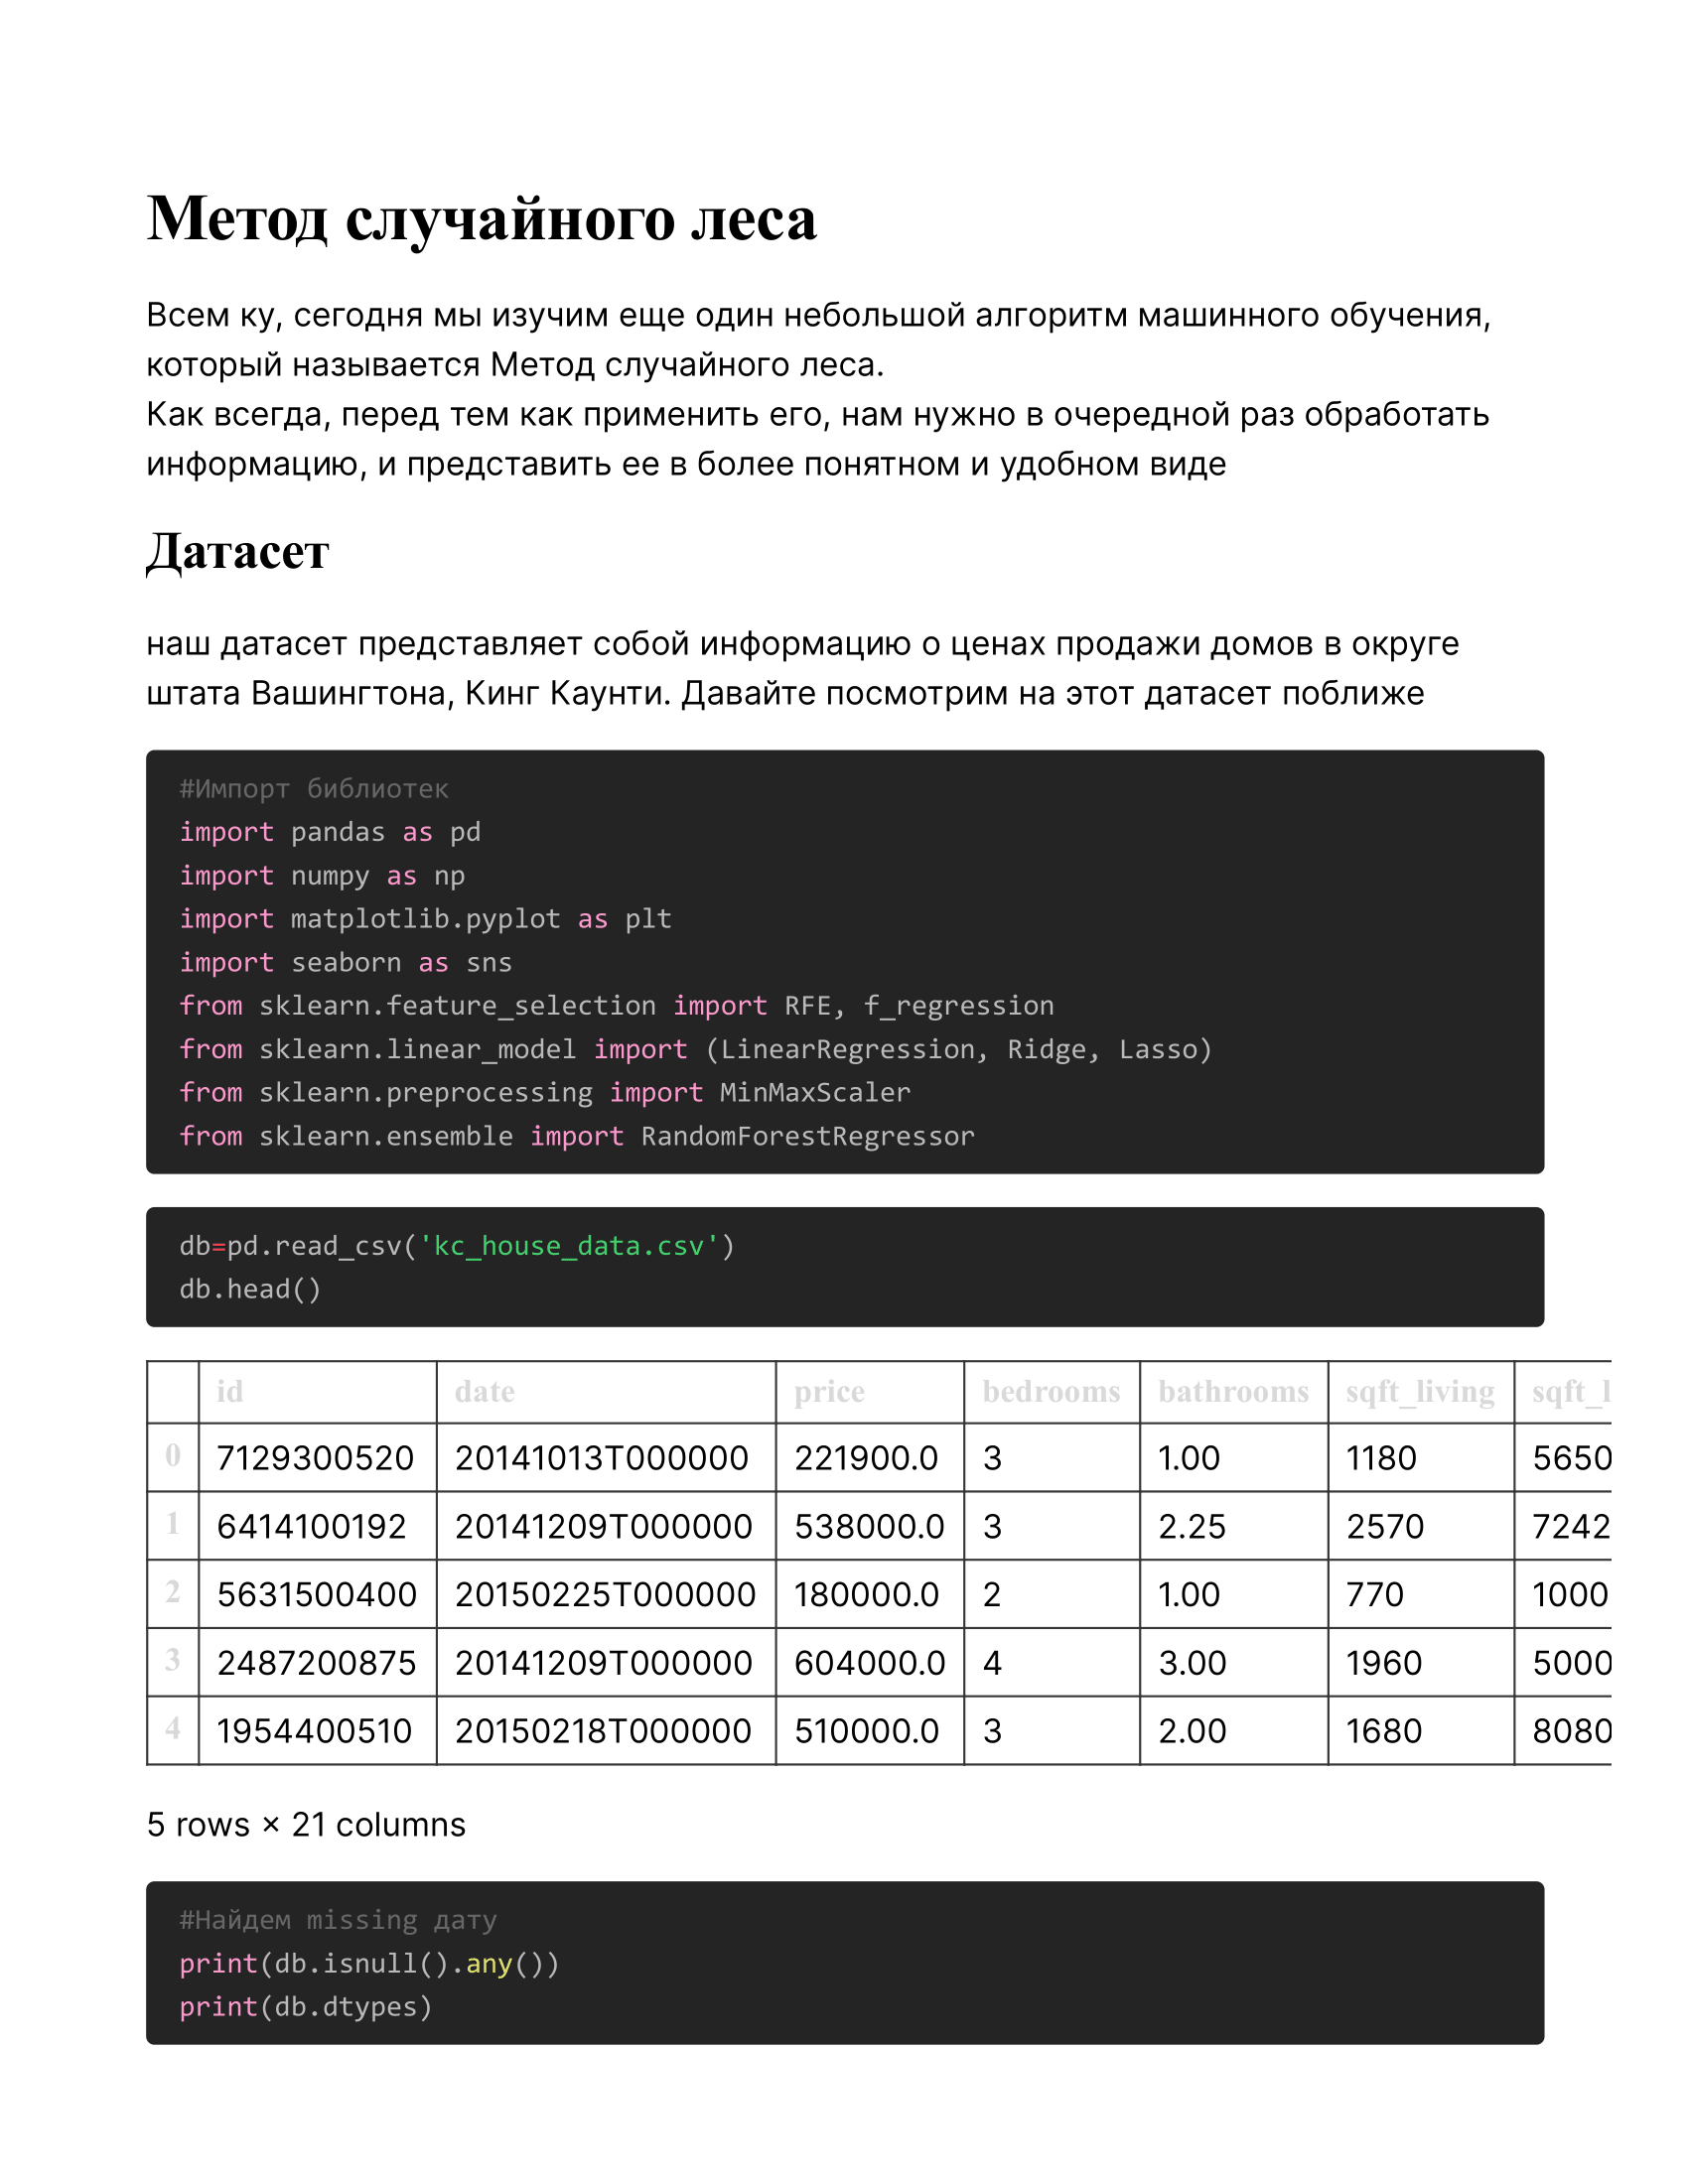 Метод случайного леса
Всем ку, сегодня мы изучим еще один небольшой алгоритм машинного обучения,
который называется Метод случайного леса.
Как всегда, перед тем как применить его, нам нужно в очередной раз обработать
информацию, и представить ее в более понятном и удобном виде
Датасет
наш датасет представляет собой информацию о ценах продажи домов в округе
штата Вашингтона, Кинг Каунти. Давайте посмотрим на этот датасет поближе
#Импорт библиотек
import pandas as pd
import numpy as np
import matplotlib.pyplot as plt
import seaborn as sns
from sklearn.feature_selection import RFE, f_regression
from sklearn.linear_model import (LinearRegression, Ridge, Lasso)
from sklearn.preprocessing import MinMaxScaler
from sklearn.ensemble import RandomForestRegressor
db=pd.read_csv('kc_house_data.csv')
db.head()
id date price bedrooms bathrooms sqft_living sqft_l
0 7129300520 20141013T000000 221900.0 3 1.00 1180 5650
1 6414100192 20141209T000000 538000.0 3 2.25 2570 7242
2 5631500400 20150225T000000 180000.0 2 1.00 770 1000
3 2487200875 20141209T000000 604000.0 4 3.00 1960 5000
4 1954400510 20150218T000000 510000.0 3 2.00 1680 8080
5 rows × 21 columns
#Найдем missing дату
print(db.isnull().any())
print(db.dtypes)